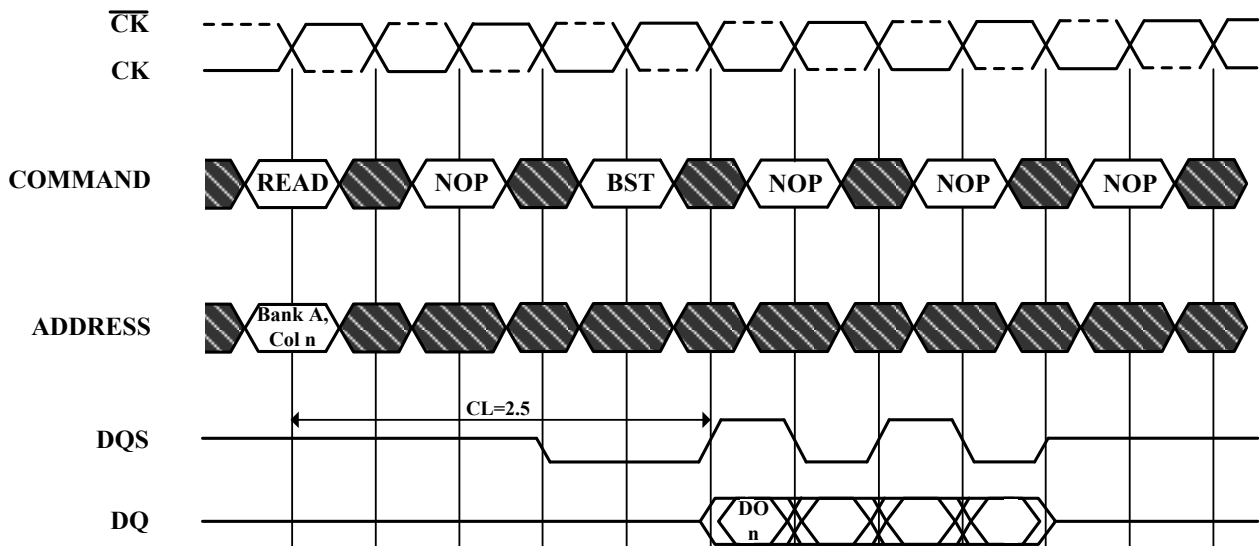 CK
CK
COMMAND READ NOP BST NOP NOP NOP
ADDRESS Bank A,
Col n
CL=2.5
DQS
DQ DO
n